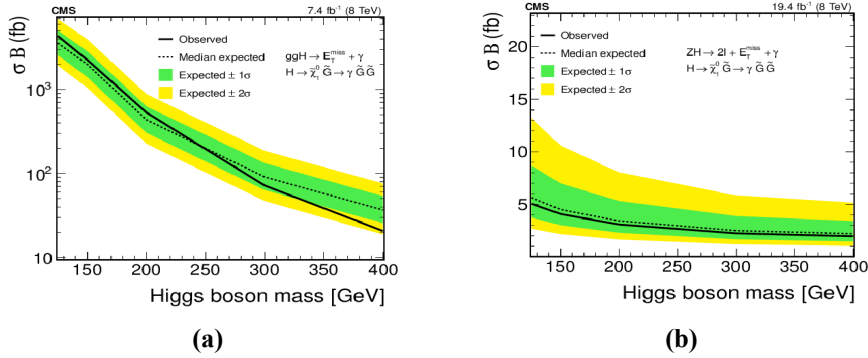 CMS 7.4 fb⁻¹ (8 TeV)
σ B (fb)
Observed
Median expected
Expected ± 1σ
Expected ± 2σ
ggH → E_T^miss + γ
H → χ̃₁⁰ G̃ → γ G̃ G̃
10³
10²
10
150 200 250 300 350 400
Higgs boson mass [GeV]
(a)
CMS 19.4 fb⁻¹ (8 TeV)
σ B (fb)
Observed
Median expected
Expected ± 1σ
Expected ± 2σ
ZH → 2l + E_T^miss + γ
H → χ̃₁⁰ G̃ → γ G̃ G̃
20
15
10
5
150 200 250 300 350 400
Higgs boson mass [GeV]
(b)